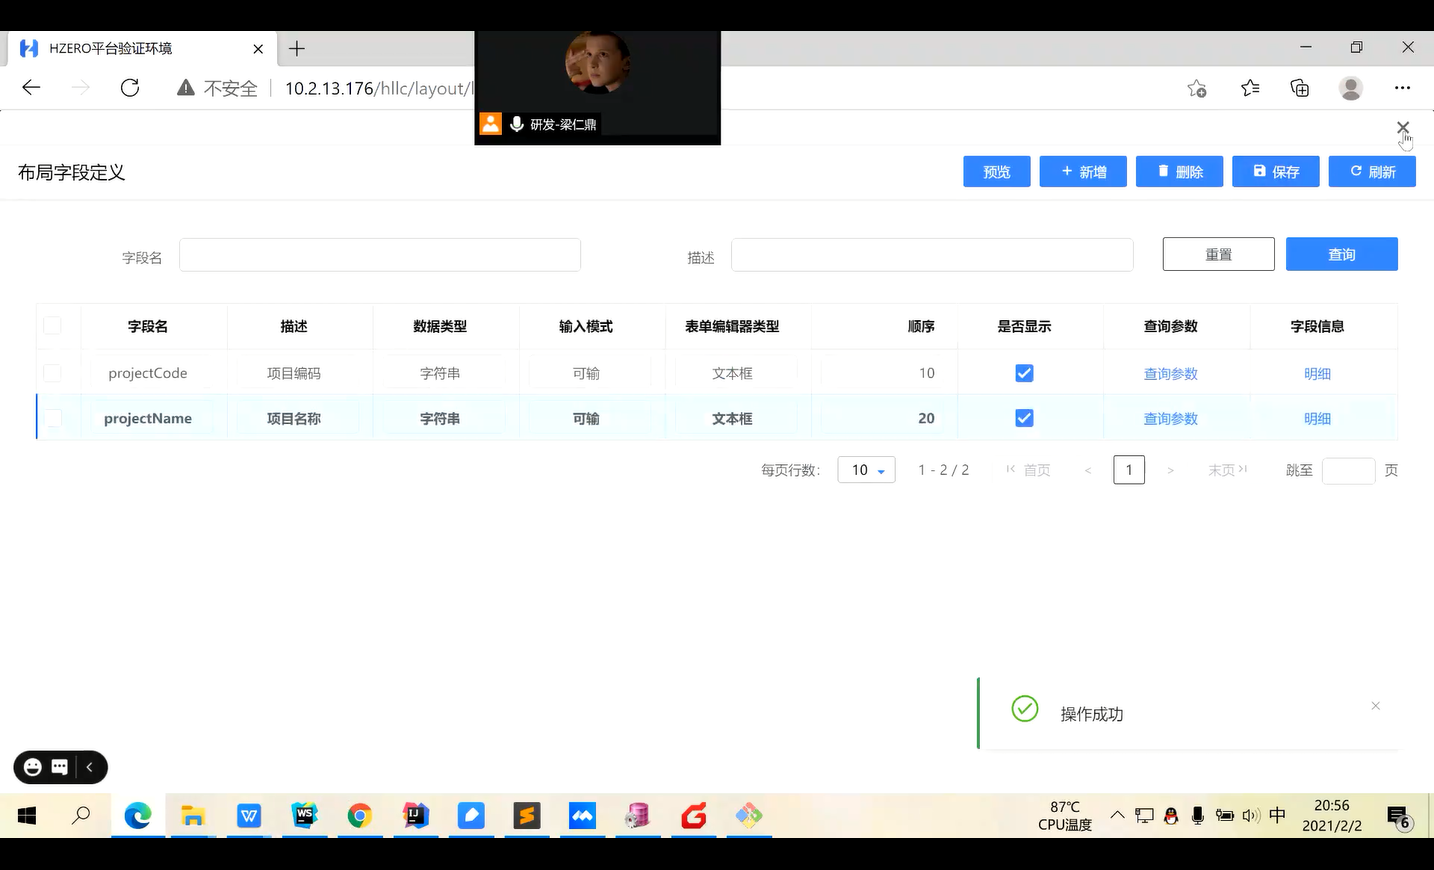 HZERO平台验证环境
不安全
10.2.13.176/hllc/layout/l
研发-梁仁鼎
布局字段定义
预览
+ 新增
删除
保存
刷新
字段名
描述
重置
查询
字段名 描述 数据类型 输入模式 表单编辑器类型 顺序 是否显示 查询参数 字段信息
projectCode 项目编码 字符串 可输 文本框 10 查询参数 明细
projectName 项目名称 字符串 可输 文本框 20 查询参数 明细
每页行数: 10 1 - 2 / 2 首页 < 1 > 末页 跳至 页
操作成功
87℃
CPU温度
中
20:56
2021/2/2
6